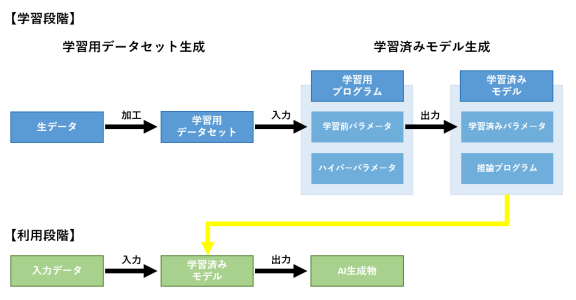 【学習段階】
学習用データセット生成
学習済みモデル生成
生データ
加工
学習用
データセット
入力
学習用
プログラム
学習前パラメータ
ハイパーパラメータ
出力
学習済み
モデル
学習済みパラメータ
推論プログラム
【利用段階】
入力データ
入力
学習済み
モデル
出力
AI生成物